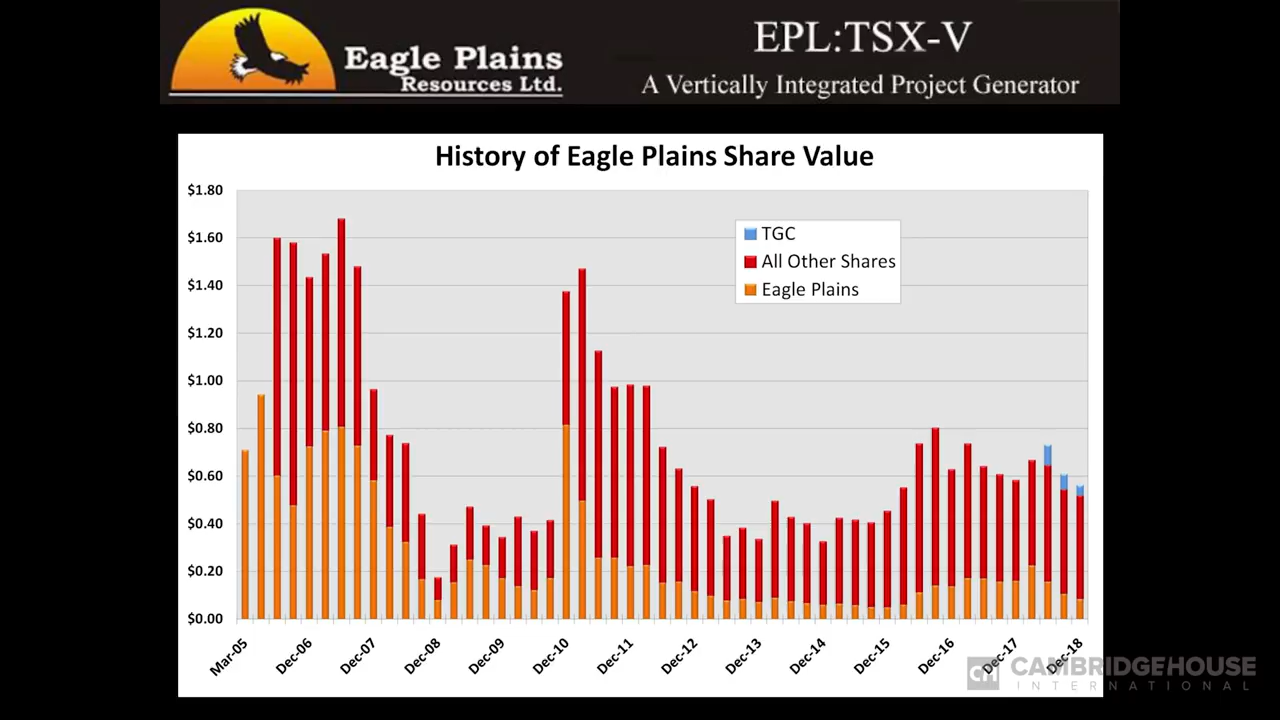 Eagle Plains
Resources Ltd.
EPL:TSX-V
A Vertically Integrated Project Generator
History of Eagle Plains Share Value
$1.80
$1.60
$1.40
$1.20
$1.00
$0.80
$0.60
$0.40
$0.20
$0.00
TGC
All Other Shares
Eagle Plains
Mar-05
Dec-06
Dec-07
Dec-08
Dec-09
Dec-10
Dec-11
Dec-12
Dec-13
Dec-14
Dec-15
Dec-16
Dec-17
Dec-18
CAMBRIDGEHOUSE
INTERNATIONAL